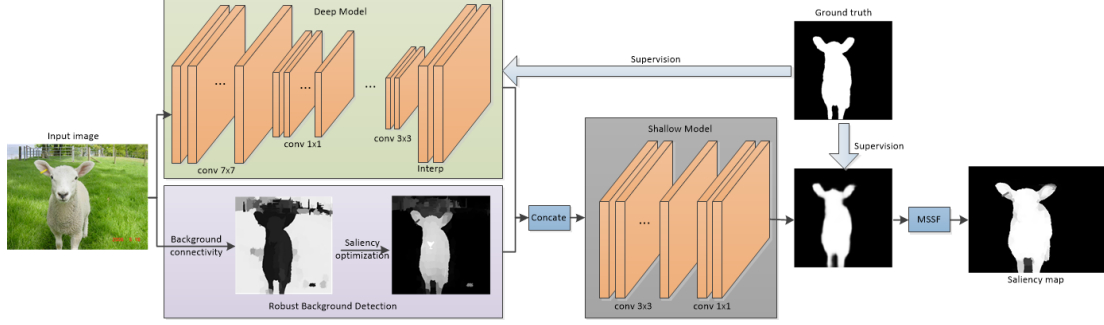 Deep Model
Ground truth
...
...
...
Supervision
Input image
conv 1x1
conv 3x3
Shallow Model
conv 7x7
Interp
Supervision
...
Background
connectivity
Saliency
optimization
Concate
MSSF
Robust Background Detection
conv 3x3
conv 1x1
Saliency map